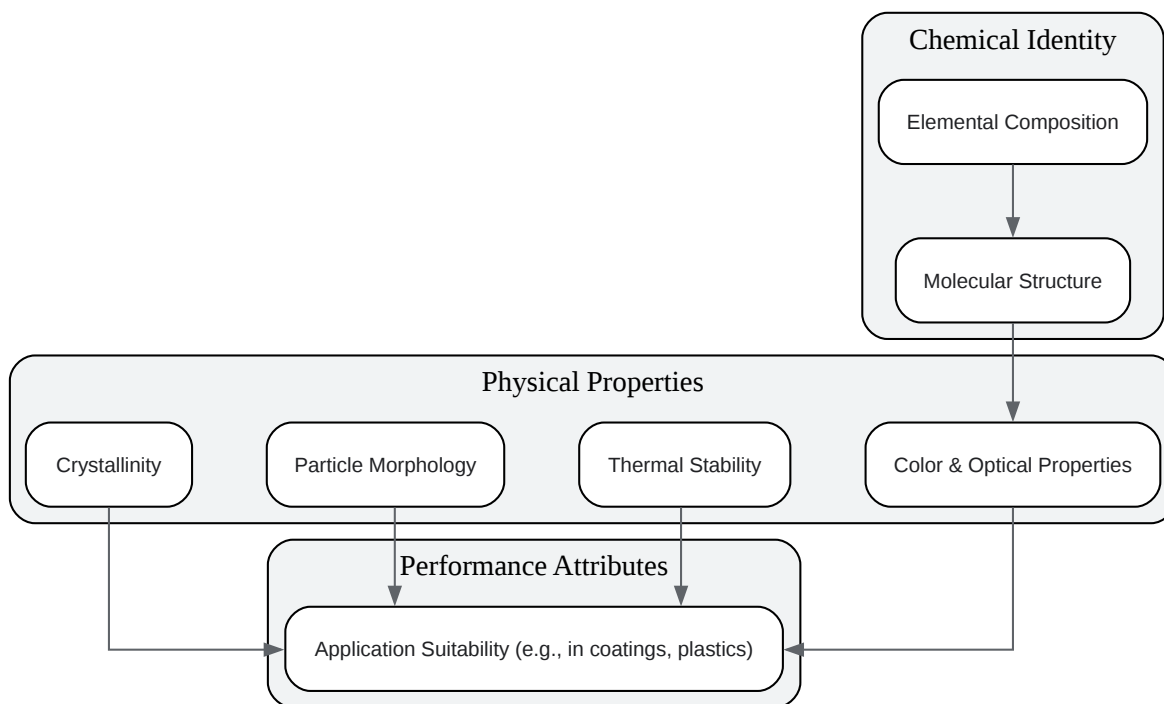 Chemical Identity
Elemental Composition
Molecular Structure
Physical Properties
Crystallinity
Particle Morphology
Thermal Stability
Color & Optical Properties
Performance Attributes
Application Suitability (e.g., in coatings, plastics)